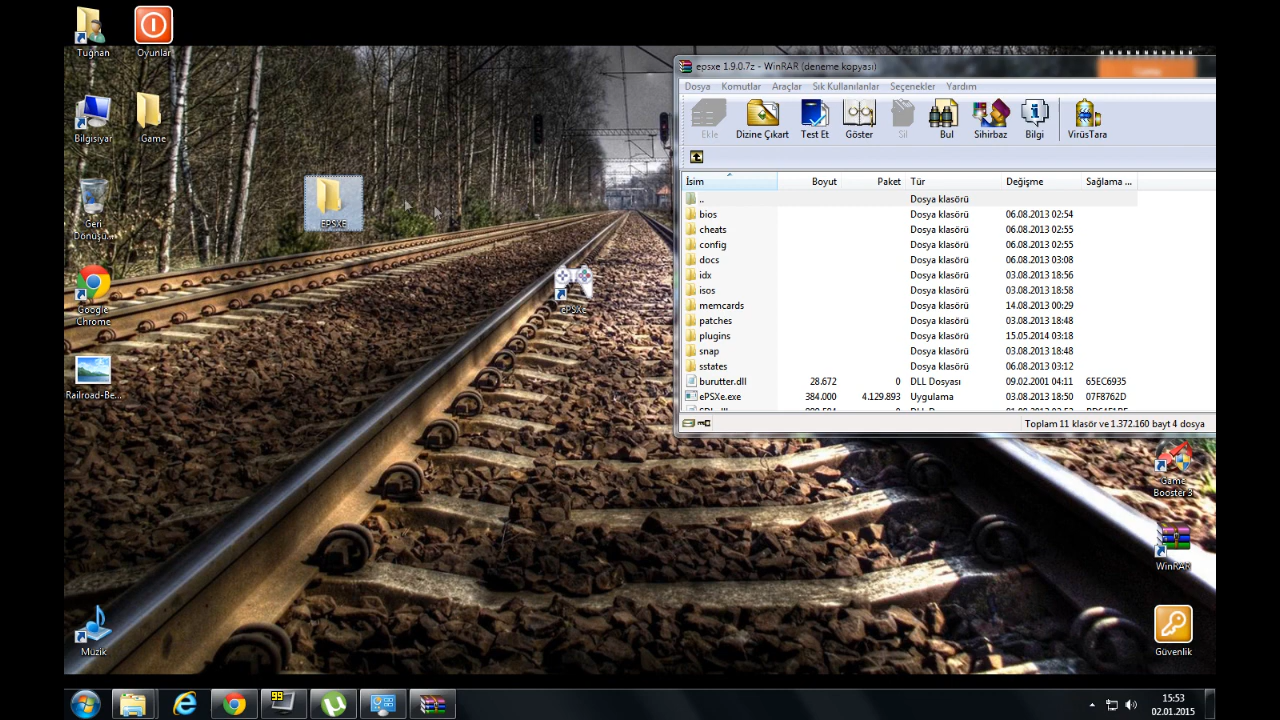 Tuğnan
Oyunlar
Bilgisyar
Game
Geri
Dönüşü...
EPSXE
Google
Chrome
ePSXe
Railroad-Be...
Müzik
epsxe 1.9.0.7z - WinRAR (deneme kopyası)
Dosya Komutlar Araçlar Sık Kullanılanlar Seçenekler Yardım
Ekle Dizine Çıkart Test Et Göster Sil Bul Sihirbaz Bilgi VirüsTara
İsim Boyut Paket Tür Değişme Sağlama ...
.. Dosya klasörü
bios Dosya klasörü 06.08.2013 02:54
cheats Dosya klasörü 06.08.2013 02:55
config Dosya klasörü 06.08.2013 02:55
docs Dosya klasörü 06.08.2013 03:08
idx Dosya klasörü 03.08.2013 18:56
isos Dosya klasörü 03.08.2013 18:58
memcards Dosya klasörü 14.08.2013 00:29
patches Dosya klasörü 03.08.2013 18:48
plugins Dosya klasörü 15.05.2014 03:18
snap Dosya klasörü 03.08.2013 18:48
sstates Dosya klasörü 06.08.2013 03:12
burutter.dll 28.672 0 DLL Dosyası 09.02.2001 04:11 65EC693E
ePSXe.exe 384.000 4.129.893 Uygulama 03.08.2013 18:50 07F8762D
Toplam 11 klasör ve 1.372.160 bayt 4 dosya
Game
Booster 3
WinRAR
Güvenlik
99
15:53
02.01.2015